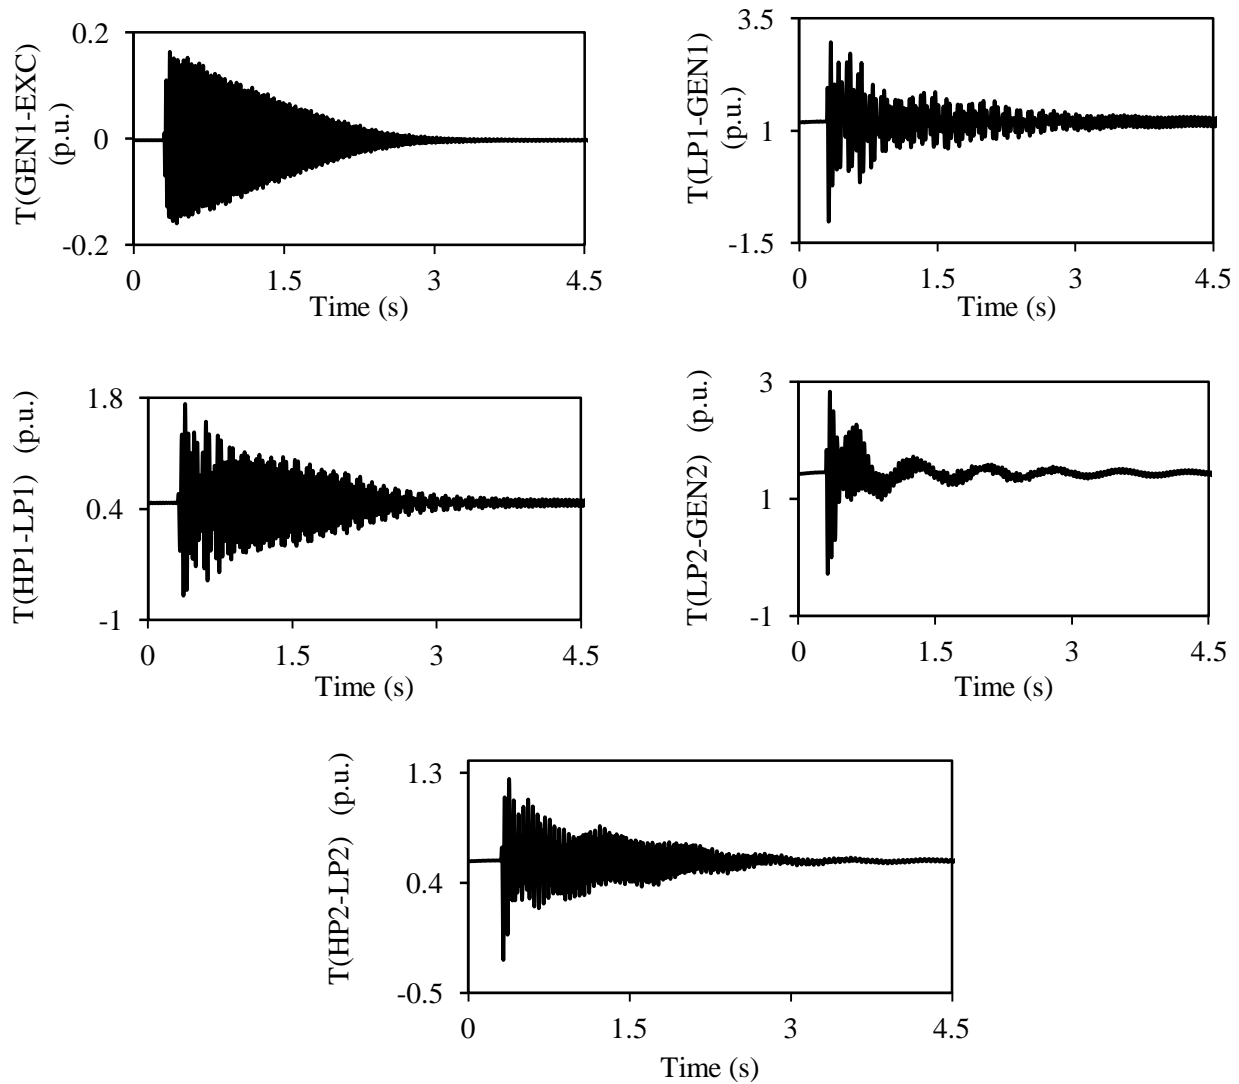 T(GEN1-EXC)
(p.u.)
0.2
0
-0.2
0 1.5 3 4.5
Time (s)
T(LP1-GEN1)
(p.u.)
3.5
1
-1.5
0 1.5 3 4.5
Time (s)
T(HP1-LP1) (p.u.)
1.8
0.4
-1
0 1.5 3 4.5
Time (s)
T(LP2-GEN2) (p.u.)
3
1
-1
0 1.5 3 4.5
Time (s)
T(HP2-LP2) (p.u.)
1.3
0.4
-0.5
0 1.5 3 4.5
Time (s)